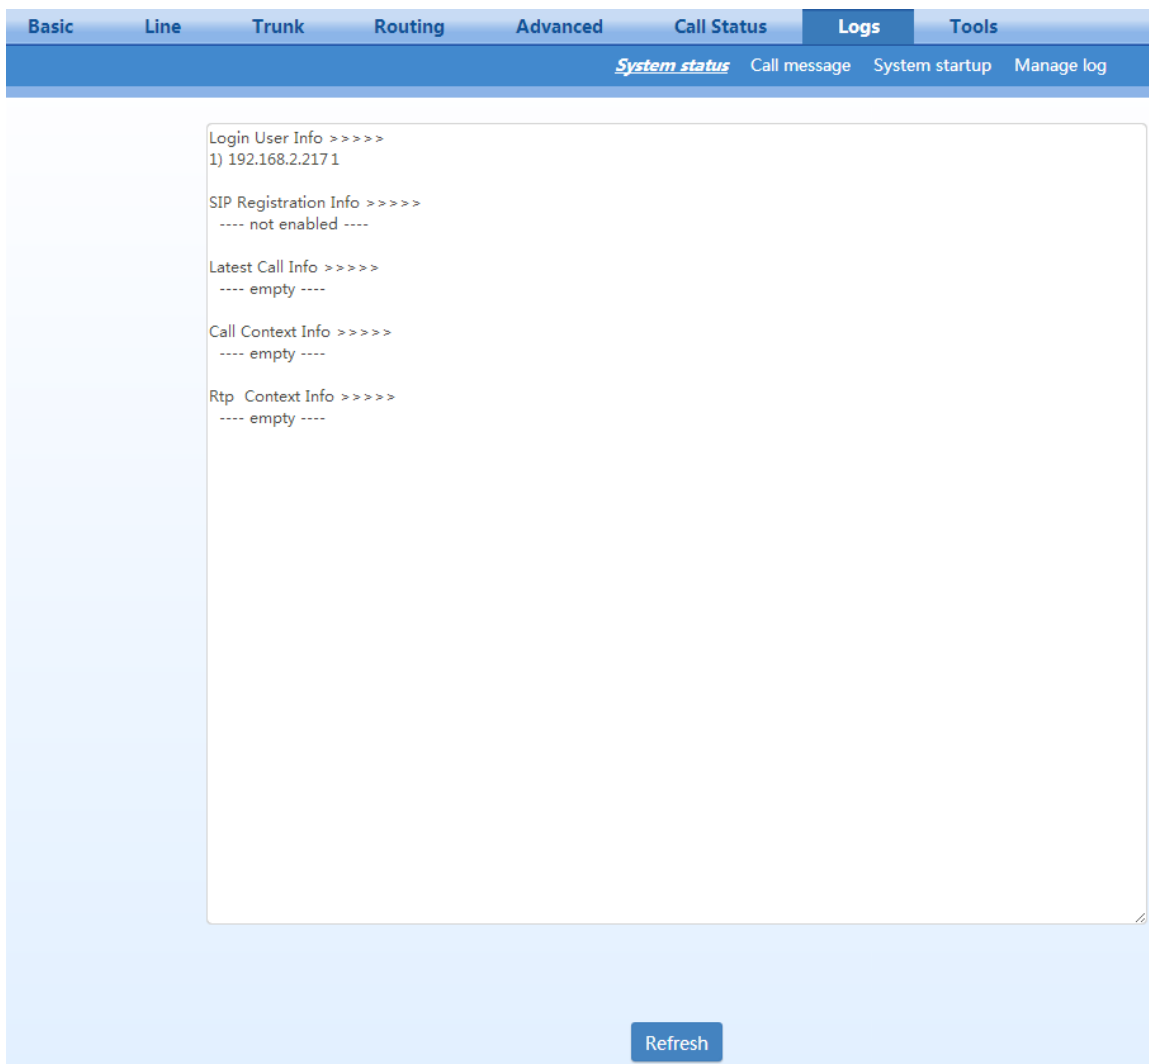 Basic Line Trunk Routing Advanced Call Status Logs Tools
System status Call message System startup Manage log
Login User Info >>>>>
1) 192.168.2.217 1
SIP Registration Info >>>>>
---- not enabled ----
Latest Call Info >>>>>
---- empty ----
Call Context Info >>>>>
---- empty ----
Rtp  Context Info >>>>>
---- empty ----
Refresh